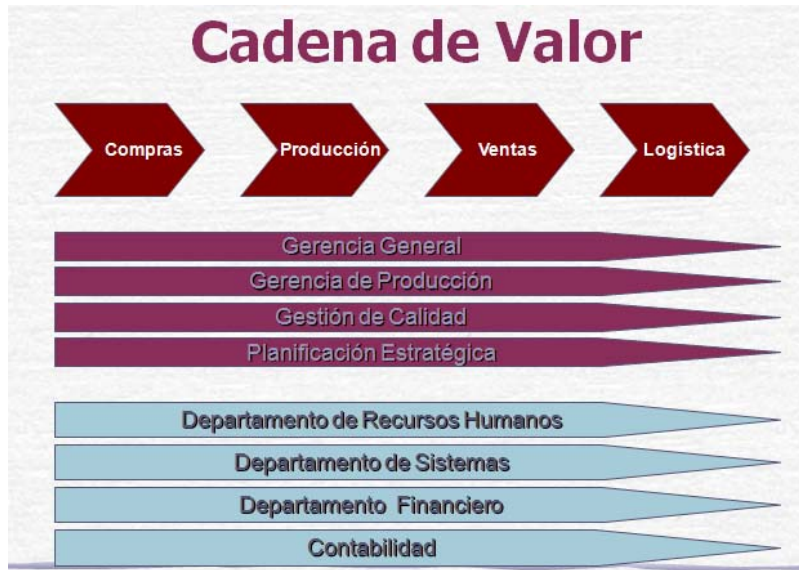 Cadena de Valor
Compras
Producción
Ventas
Logística
Gerencia General
Gerencia de Producción
Gestión de Calidad
Planificación Estratégica
Departamento de Recursos Humanos
Departamento de Sistemas
Departamento Financiero
Contabilidad